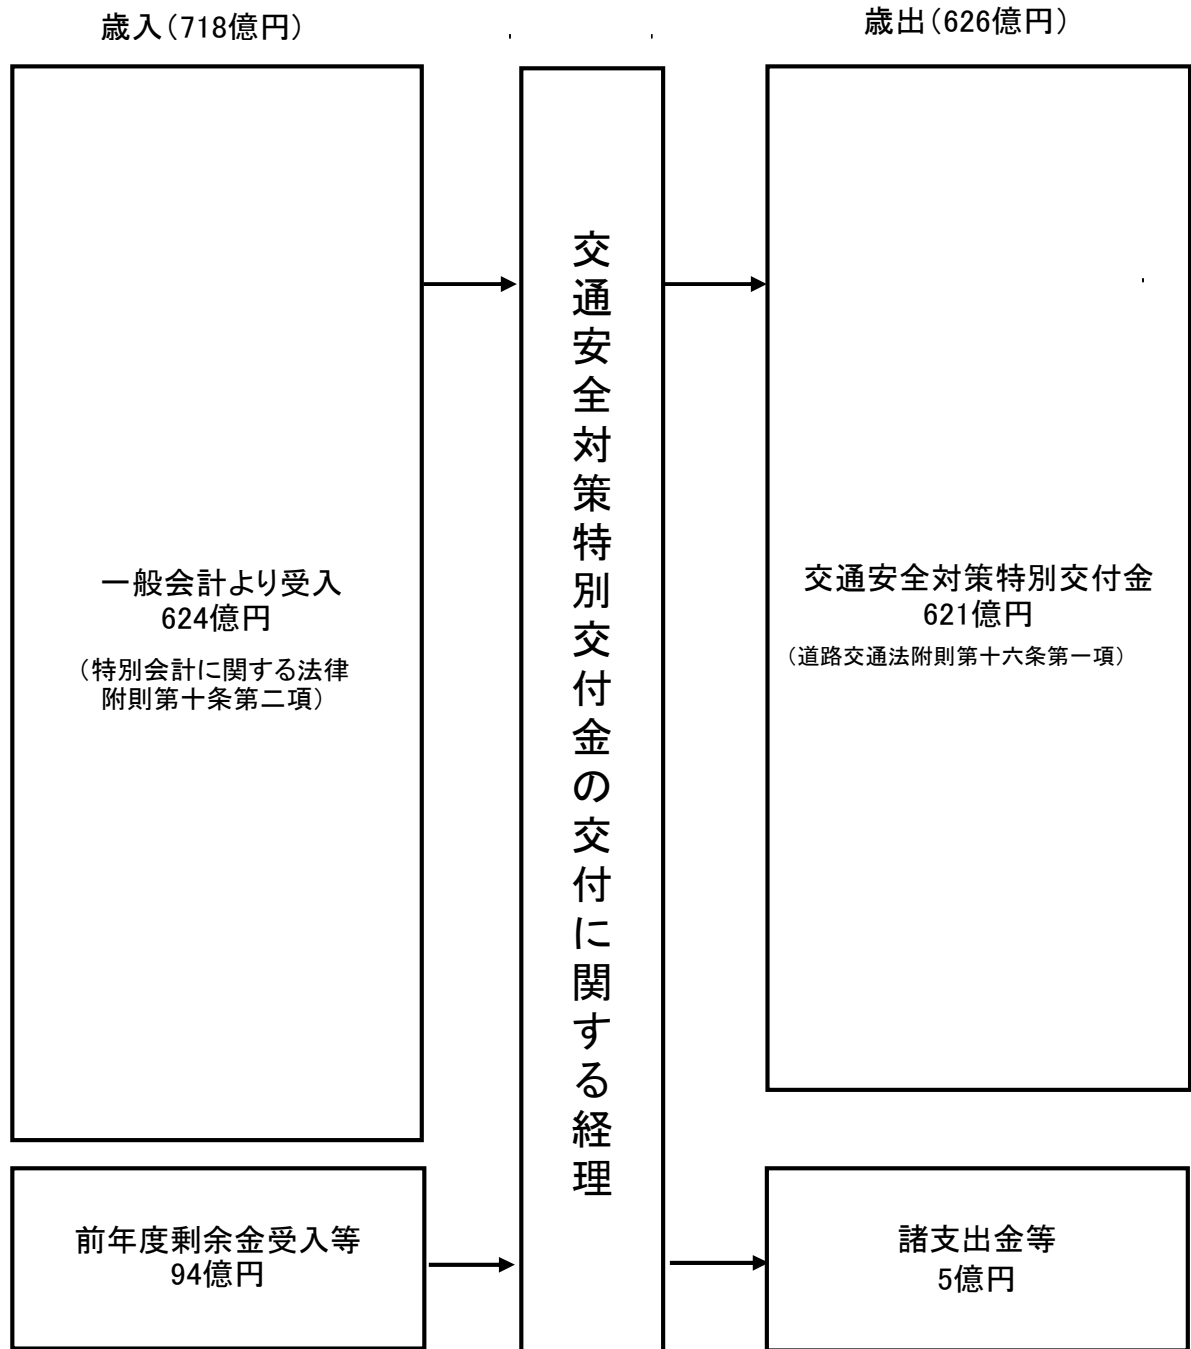 歳入(718億円)
歳出(626億円)
一般会計より受入
624億円
(特別会計に関する法律
附則第十条第二項)
前年度剰余金受入等
94億円
交通安全対策特別交付金の交付に関する経理
交通安全対策特別交付金
621億円
(道路交通法附則第十六条第一項)
諸支出金等
5億円